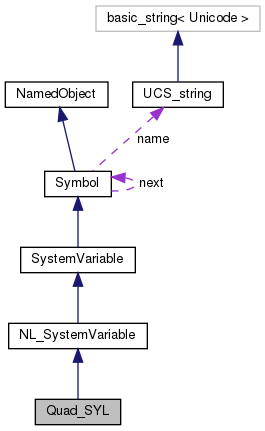 basic_string< Unicode >
NamedObject
UCS_string
name
Symbol
next
SystemVariable
NL_SystemVariable
Quad_SYL